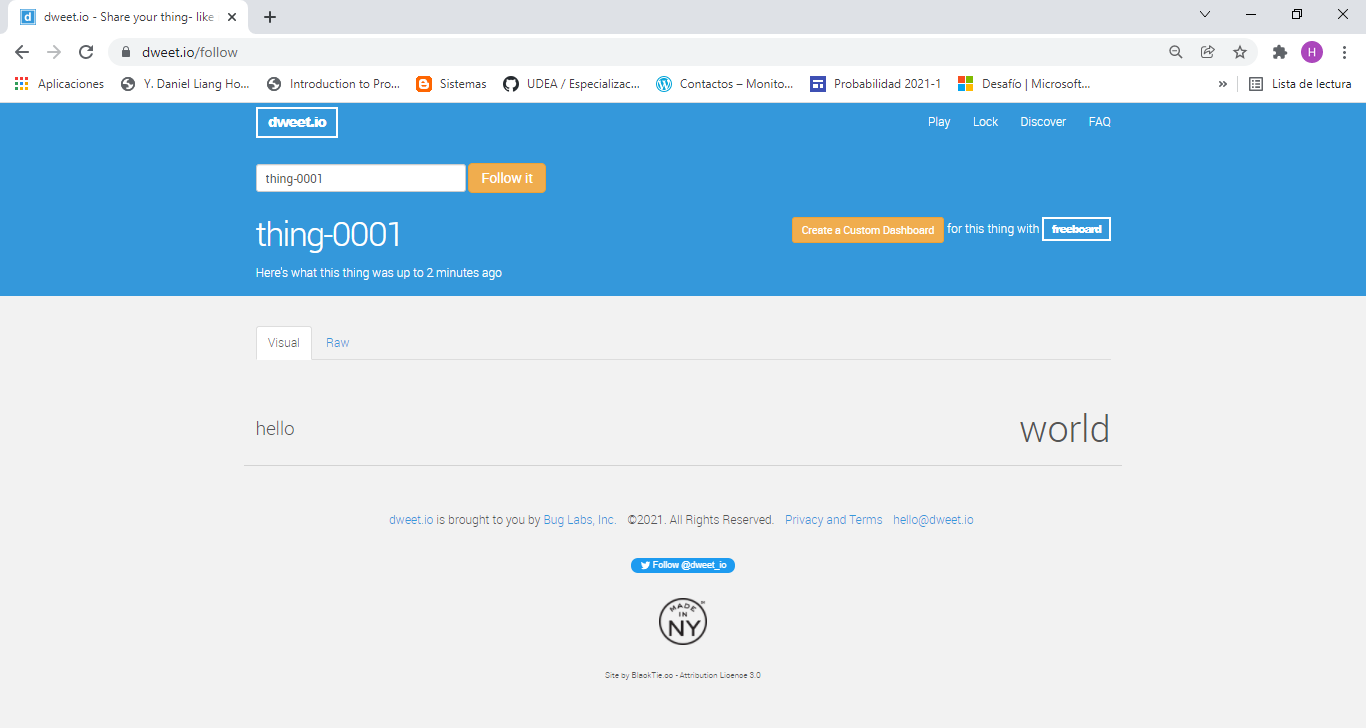 dweet.io - Share your thing- like
dweet.io/follow
H
Aplicaciones Y. Daniel Liang Ho... Introduction to Pro... Sistemas UDEA / Especializac... Contactos – Monito... Probabilidad 2021-1 Desafío | Microsoft... » Lista de lectura
dweet.io Play Lock Discover FAQ
thing-0001 Follow it
thing-0001 Create a Custom Dashboard for this thing with freeboard
Here's what this thing was up to 2 minutes ago
Visual Raw
hello world
dweet.io is brought to you by Bug Labs, Inc. ©2021. All Rights Reserved. Privacy and Terms hello@dweet.io
Follow @dweet_io
MADE
IN
NY
Site by BlackTie.co - Attribution License 3.0